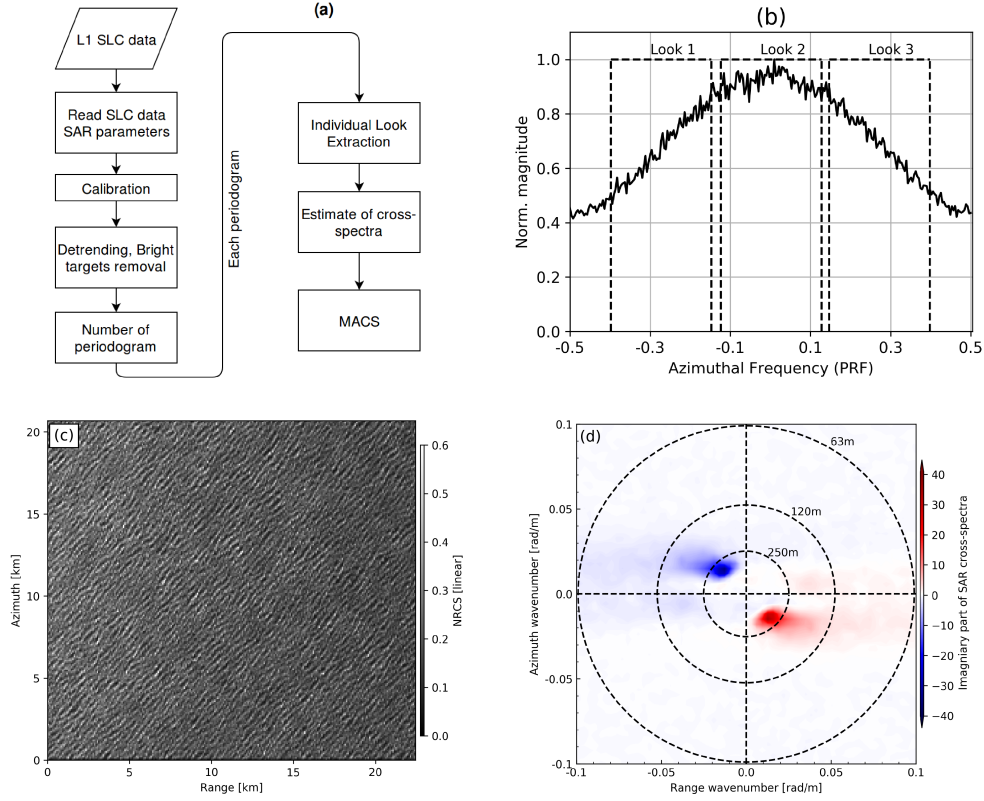 (a)
L1 SLC data
Read SLC data
SAR parameters
Calibration
Detrending, Bright
targets removal
Number of
periodogram
Each periodogram
Individual Look
Extraction
Estimate of cross-
spectra
MACS
(b)
Look 1
Look 2
Look 3
1.0
0.8
0.6
0.4
0.2
0.0
Norm. magnitude
-0.5
-0.3
-0.1
0.1
0.3
0.5
Azimuthal Frequency (PRF)
(c)
20
15
10
5
0
Azimuth [km]
0
5
10
15
20
Range [km]
0.6
0.5
0.4
0.3
0.2
0.1
0.0
NRCS [linear]
(d)
63m
120m
250m
0.1
0.05
0.0
-0.05
-0.1
Azimuth wavenumber [rad/m]
-0.1
-0.05
0.0
0.05
0.1
Range wavenumber [rad/m]
40
30
20
10
0
−10
−20
−30
−40
Imagniary part of SAR cross-spectra